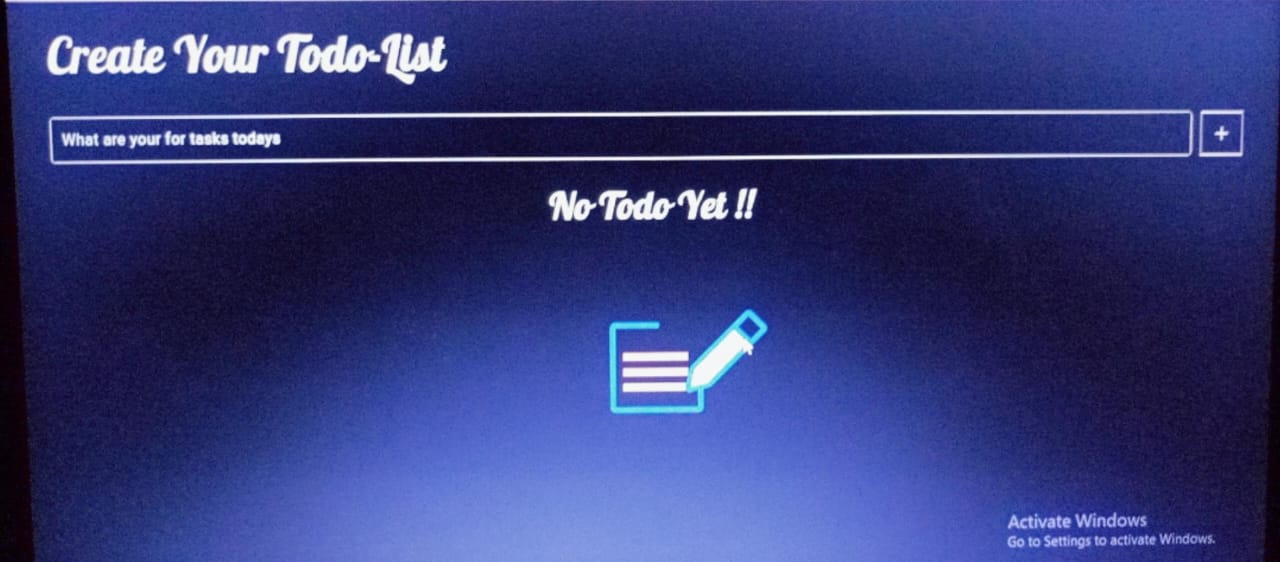 Create Your Todo-List
What are your for tasks todays
+
No Todo Yet !!
Activate Windows
Go to Settings to activate Windows.